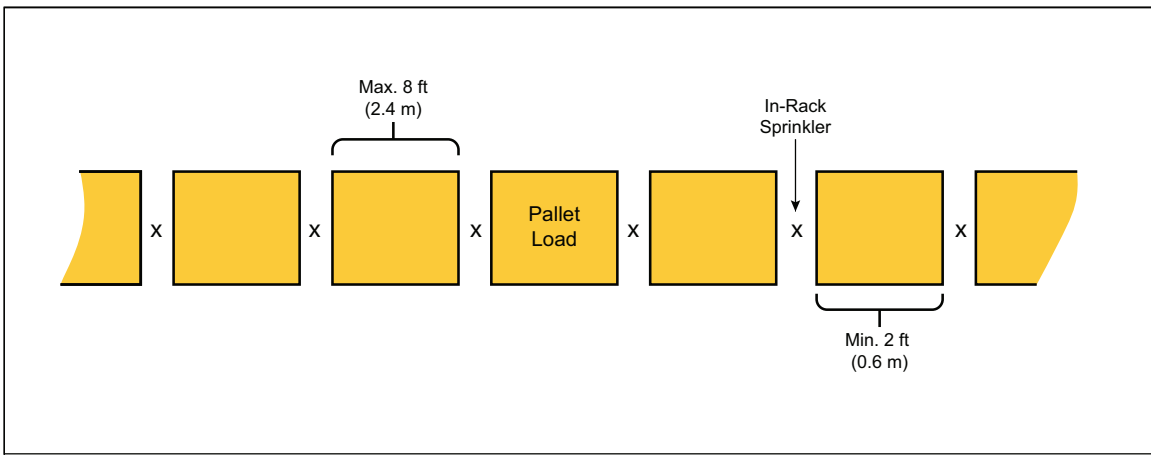 Max. 8 ft
(2.4 m)
In-Rack
Sprinkler
x
x
x
Pallet
Load
x
x
x
Min. 2 ft
(0.6 m)